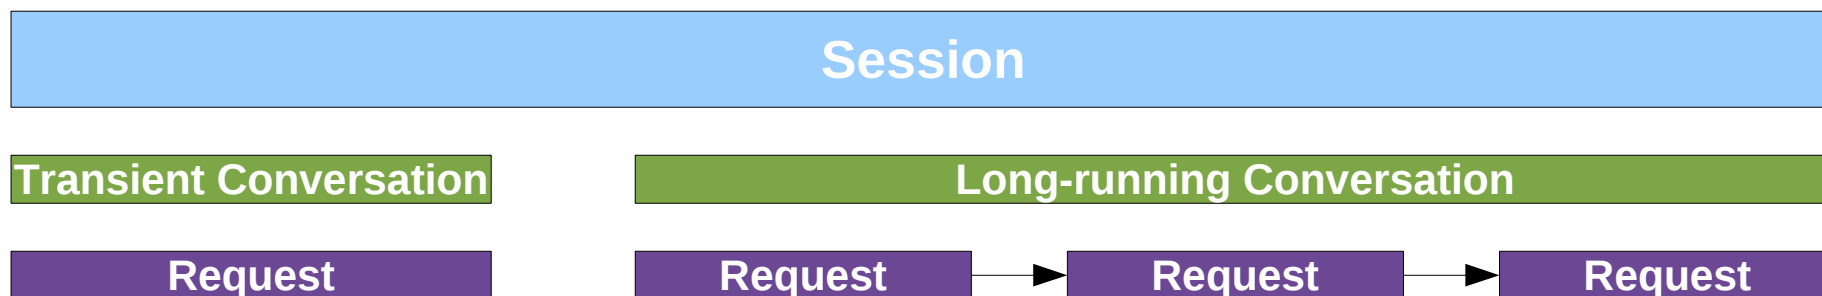 Session
Transient Conversation
Long-running Conversation
Request
Request
Request
Request